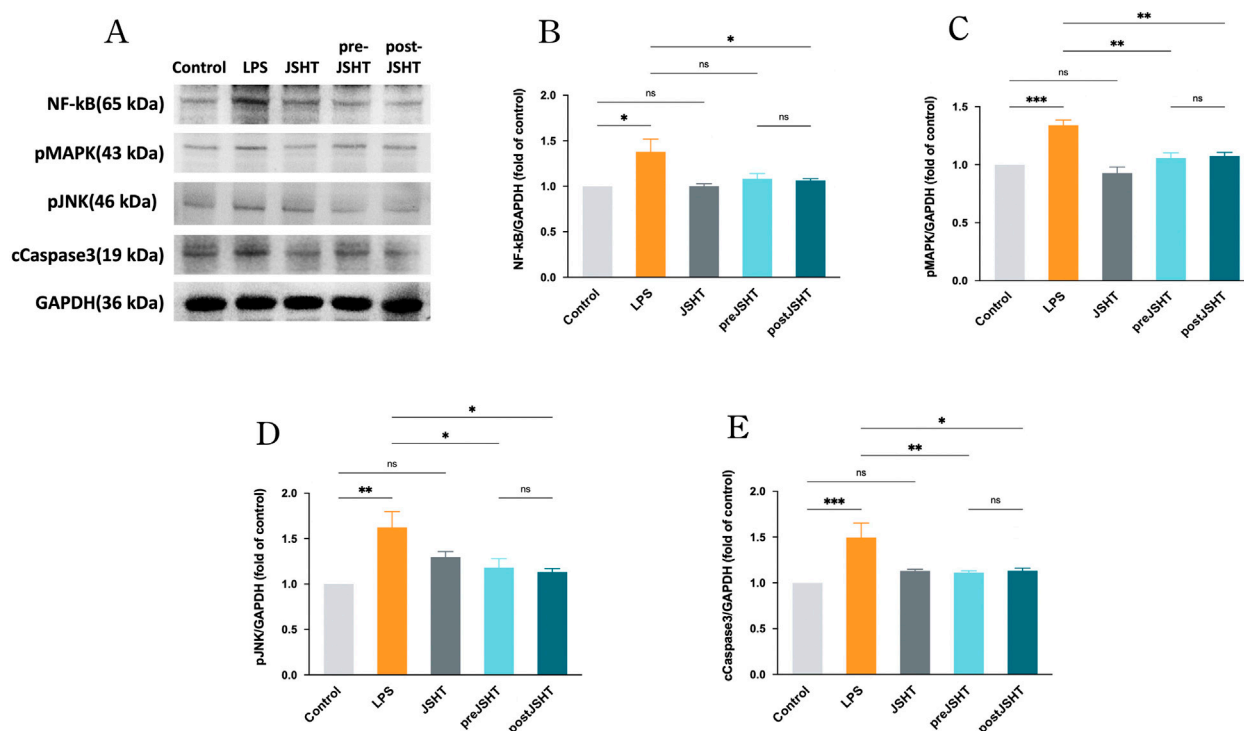 A
pre- post-
Control LPS JSHT JSHT JSHT
NF-kB(65 kDa)
pMAPK(43 kDa)
pJNK(46 kDa)
cCaspase3(19 kDa)
GAPDH(36 kDa)
B
*
ns
ns
*
ns
NF-kB/GAPDH (fold of control)
2.0
1.5
1.0
0.5
0.0
Control LPS JSHT preJSHT postJSHT
C
**
**
ns
***
ns
pMAPK/GAPDH (fold of control)
1.5
1.0
0.5
0.0
Control LPS JSHT preJSHT postJSHT
D
*
*
ns
**
ns
pJNK/GAPDH (fold of control)
2.0
1.5
1.0
0.5
0.0
Control LPS JSHT preJSHT postJSHT
E
*
**
ns
***
ns
cCaspase3/GAPDH (fold of control)
2.0
1.5
1.0
0.5
0.0
Control LPS JSHT preJSHT postJSHT